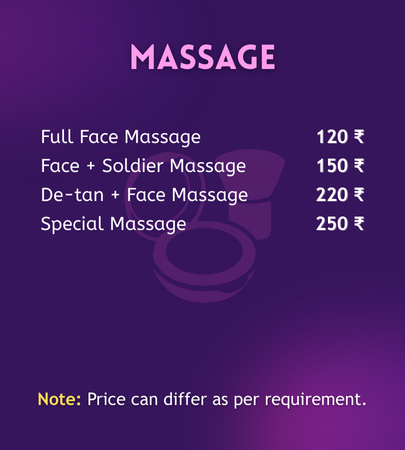 MASSAGE
Full Face Massage 120 ₹
Face + Soldier Massage 150 ₹
De-tan + Face Massage 220 ₹
Special Massage 250 ₹
Note: Price can differ as per requirement.